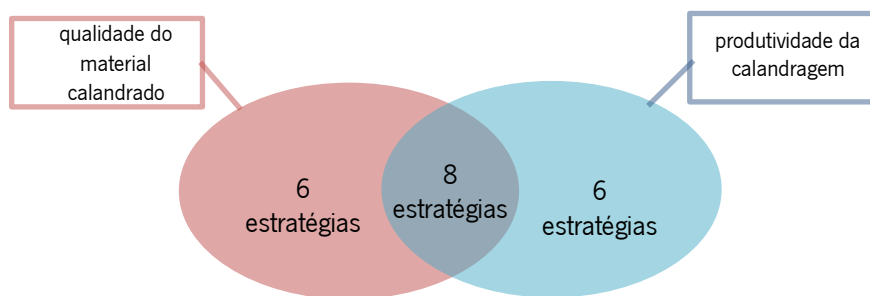 qualidade do
material
calandrado
produtividade da
calandragem
6
estratégias
8
estratégias
6
estratégias